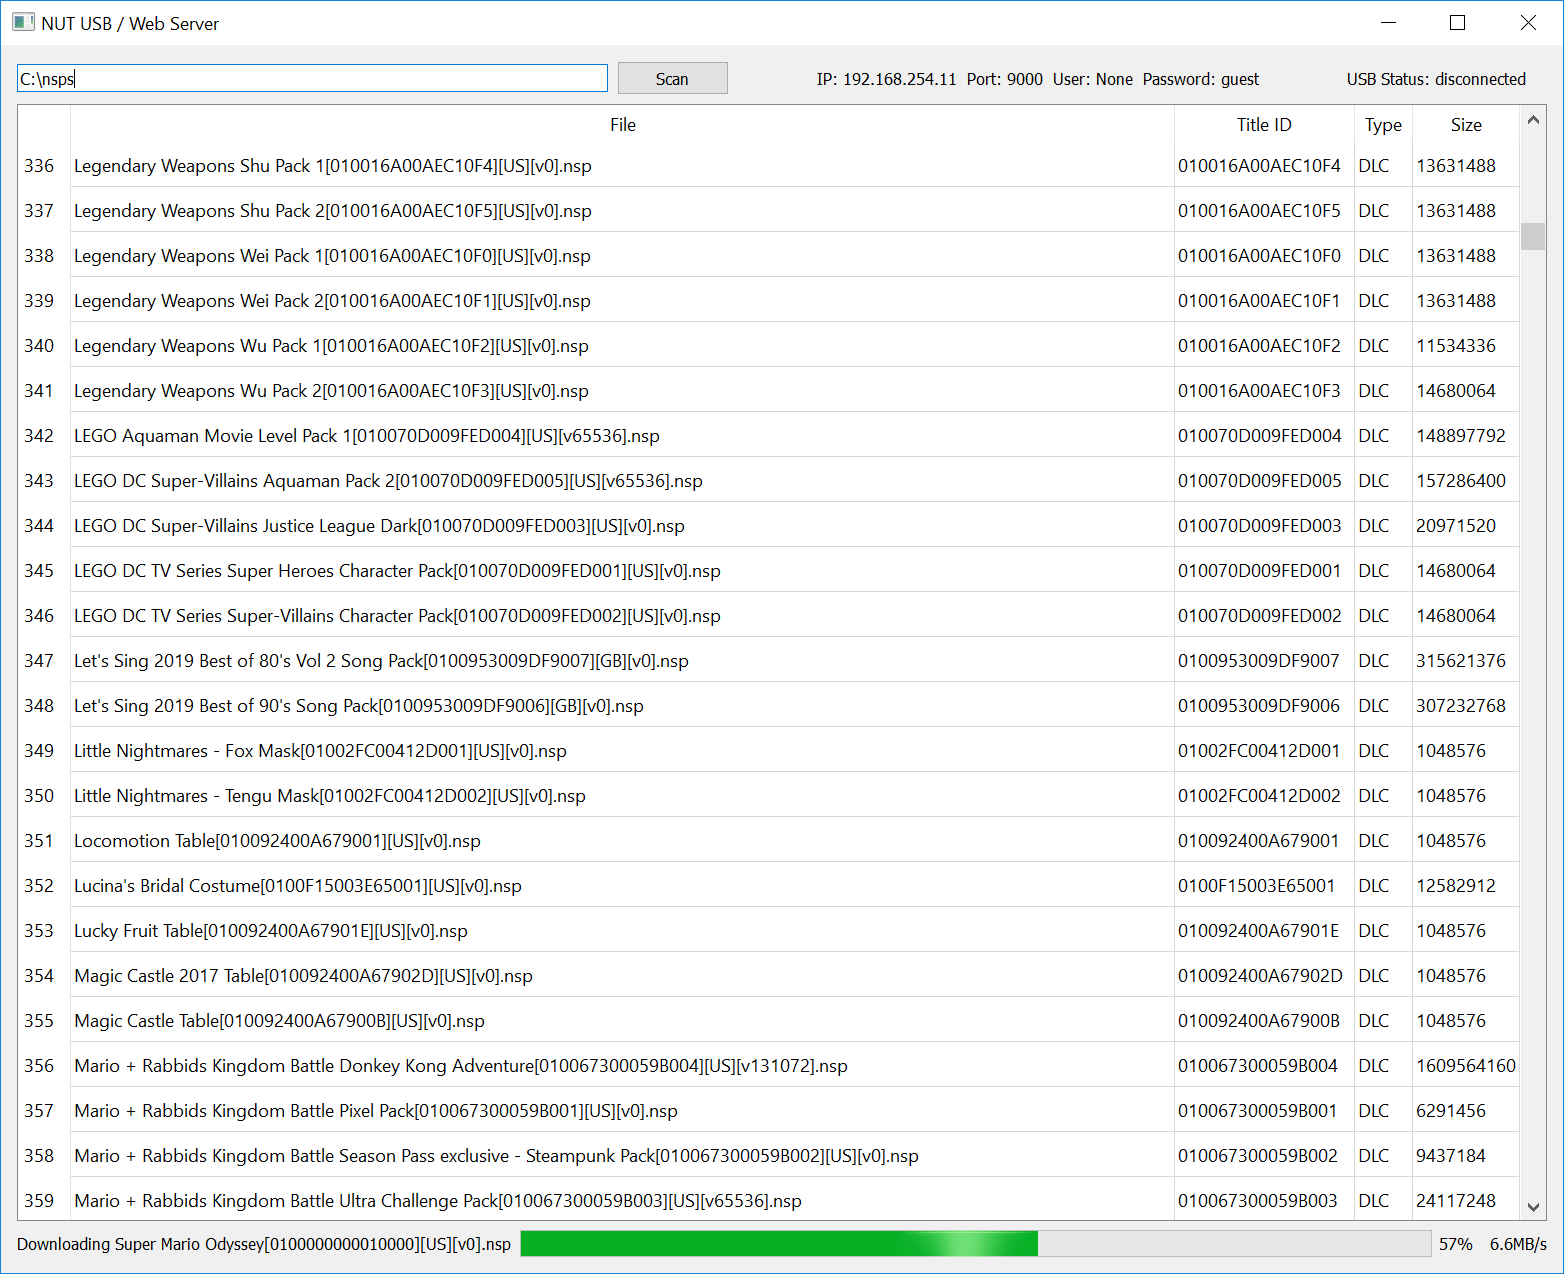 NUT USB / Web Server
C:\nsps Scan IP: 192.168.254.11 Port: 9000 User: None Password: guest USB Status: disconnected
File Title ID Type Size
336 Legendary Weapons Shu Pack 1[010016A00AEC10F4][US][v0].nsp 010016A00AEC10F4 DLC 13631488
337 Legendary Weapons Shu Pack 2[010016A00AEC10F5][US][v0].nsp 010016A00AEC10F5 DLC 13631488
338 Legendary Weapons Wei Pack 1[010016A00AEC10F0][US][v0].nsp 010016A00AEC10F0 DLC 13631488
339 Legendary Weapons Wei Pack 2[010016A00AEC10F1][US][v0].nsp 010016A00AEC10F1 DLC 13631488
340 Legendary Weapons Wu Pack 1[010016A00AEC10F2][US][v0].nsp 010016A00AEC10F2 DLC 11534336
341 Legendary Weapons Wu Pack 2[010016A00AEC10F3][US][v0].nsp 010016A00AEC10F3 DLC 14680064
342 LEGO Aquaman Movie Level Pack 1[010070D009FED004][US][v65536].nsp 010070D009FED004 DLC 148897792
343 LEGO DC Super-Villains Aquaman Pack 2[010070D009FED005][US][v65536].nsp 010070D009FED005 DLC 157286400
344 LEGO DC Super-Villains Justice League Dark[010070D009FED003][US][v0].nsp 010070D009FED003 DLC 20971520
345 LEGO DC TV Series Super Heroes Character Pack[010070D009FED001][US][v0].nsp 010070D009FED001 DLC 14680064
346 LEGO DC TV Series Super-Villains Character Pack[010070D009FED002][US][v0].nsp 010070D009FED002 DLC 14680064
347 Let's Sing 2019 Best of 80's Vol 2 Song Pack[0100953009DF9007][GB][v0].nsp 0100953009DF9007 DLC 315621376
348 Let's Sing 2019 Best of 90's Song Pack[0100953009DF9006][GB][v0].nsp 0100953009DF9006 DLC 307232768
349 Little Nightmares - Fox Mask[01002FC00412D001][US][v0].nsp 01002FC00412D001 DLC 1048576
350 Little Nightmares - Tengu Mask[01002FC00412D002][US][v0].nsp 01002FC00412D002 DLC 1048576
351 Locomotion Table[010092400A679001][US][v0].nsp 010092400A679001 DLC 1048576
352 Lucina's Bridal Costume[0100F15003E65001][US][v0].nsp 0100F15003E65001 DLC 12582912
353 Lucky Fruit Table[010092400A67901E][US][v0].nsp 010092400A67901E DLC 1048576
354 Magic Castle 2017 Table[010092400A67902D][US][v0].nsp 010092400A67902D DLC 1048576
355 Magic Castle Table[010092400A67900B][US][v0].nsp 010092400A67900B DLC 1048576
356 Mario + Rabbids Kingdom Battle Donkey Kong Adventure[010067300059B004][US][v131072].nsp 010067300059B004 DLC 1609564160
357 Mario + Rabbids Kingdom Battle Pixel Pack[010067300059B001][US][v0].nsp 010067300059B001 DLC 6291456
358 Mario + Rabbids Kingdom Battle Season Pass exclusive - Steampunk Pack[010067300059B002][US][v0].nsp 010067300059B002 DLC 9437184
359 Mario + Rabbids Kingdom Battle Ultra Challenge Pack[010067300059B003][US][v65536].nsp 010067300059B003 DLC 24117248
Downloading Super Mario Odyssey[0100000000010000][US][v0].nsp 57% 6.6MB/s